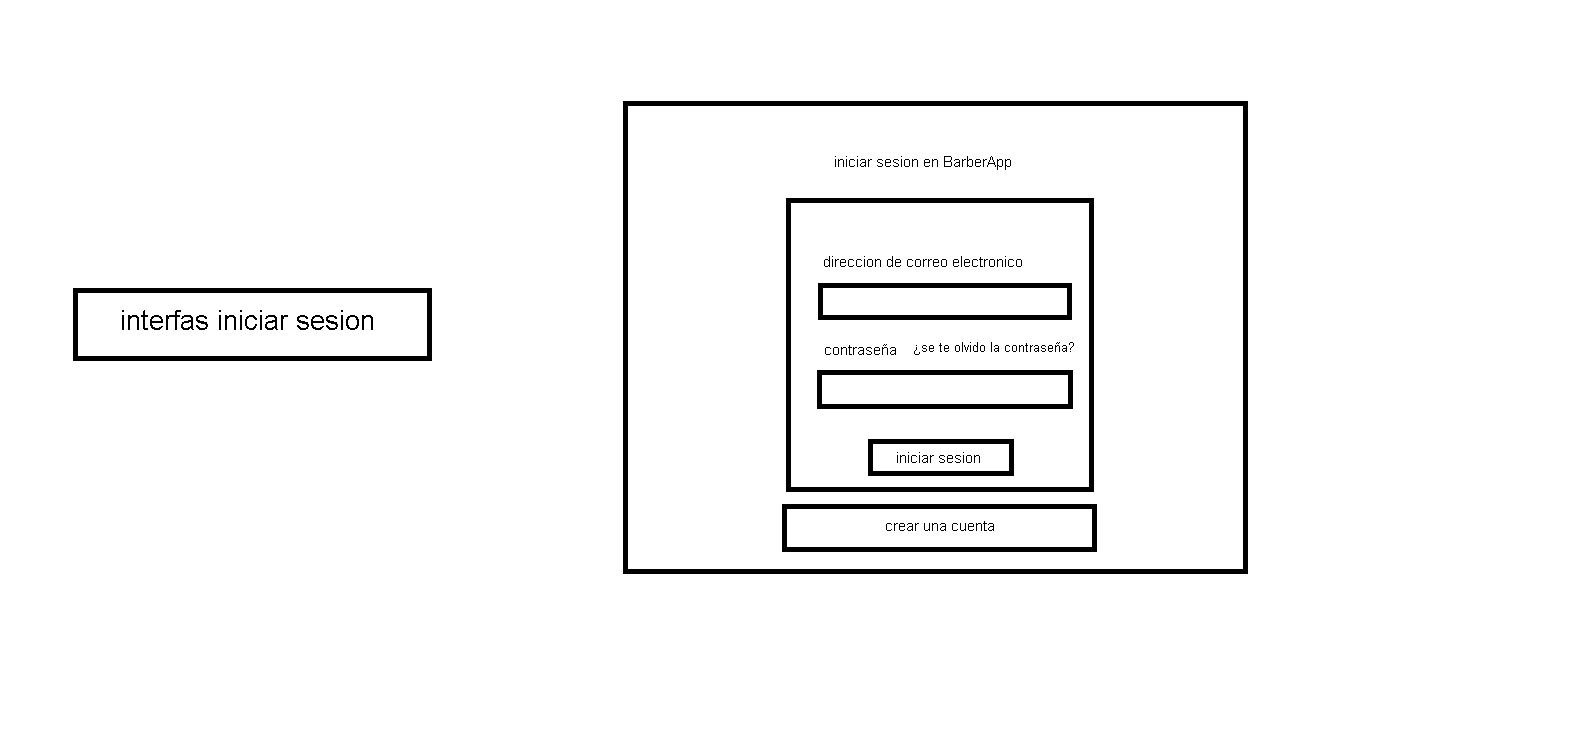 interfas iniciar sesion
iniciar sesion en BarberApp
direccion de correo electronico
contraseña ¿se te olvido la contraseña?
iniciar sesion
crear una cuenta